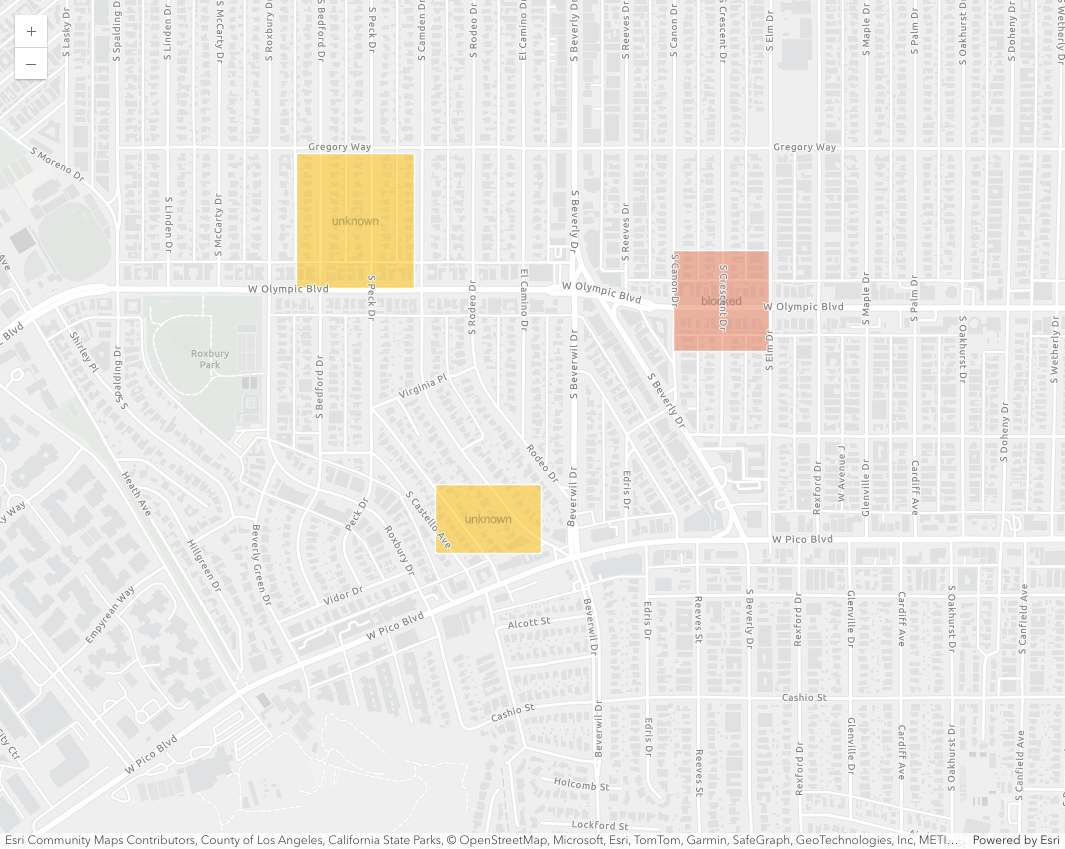 +
–
S Lasky Dr
S Spalding Dr
S Linden Dr
S McCarty Dr
S Roxbury Dr
S Bedford Dr
S Peck Dr
S Camden Dr
S Rodeo Dr
El Camino Dr
S Beverly Dr
S Reeves Dr
S Canon Dr
S Crescent Dr
S Elm Dr
S Maple Dr
S Palm Dr
S Oakhurst Dr
S Doheny Dr
S Wetherly Dr
Gregory Way
Gregory Way
S Moreno Dr
S Linden Dr
S McCarty Dr
unknown
S Beverly Dr
S Reeves Dr
Ave
S Canon Dr
S Crescent Dr
blocked
W Olympic Blvd
S Peck Dr
S Rodeo Dr
El Camino Dr
W Olympic Blvd
W Olympic Blvd
S Maple Dr
S Palm Dr
Blvd
Shirley Pl
Spalding Dr
S
S
Roxbury
Park
S Bedford Dr
Virginia Pl
S Beverwil Dr
S Beverly Dr
S Elm Dr
S Oakhurst Dr
S Wetherly Dr
S Doheny Dr
Rodeo Dr
Heath Ave
Way
Peck Dr
S Castello Ave
unknown
Beverwil Dr
Edris Dr
Rexford Dr
W Avenue J
Glenville Dr
Cardiff Ave
Hillgreen Dr
Beverly Green Dr
Roxbury Dr
W Pico Blvd
Empyrean Way
Vidor Dr
W Pico Blvd
Alcott St
Beverwil Dr
Edris Dr
Reeves St
S Beverly Dr
Rexford Dr
Glenville Dr
Cardiff Ave
S Oakhurst Dr
S Canfield Ave
Cashio St
Cashio St
City Ctr
W Pico Blvd
Beverwil Dr
Edris Dr
Reeves St
Rexford Dr
Glenville Dr
Cardiff Ave
S Oakhurst Dr
S Canfield Ave
Holcomb St
Lockford St
Esri Community Maps Contributors, County of Los Angeles, California State Parks, © OpenStreetMap, Microsoft, Esri, TomTom, Garmin, SafeGraph, GeoTechnologies, Inc, METI... Powered by Esri